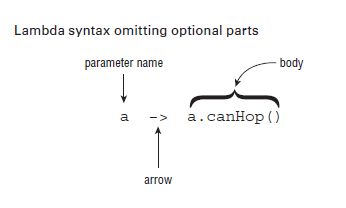 Lambda syntax omitting optional parts
parameter name
body
a -> a.canHop()
arrow